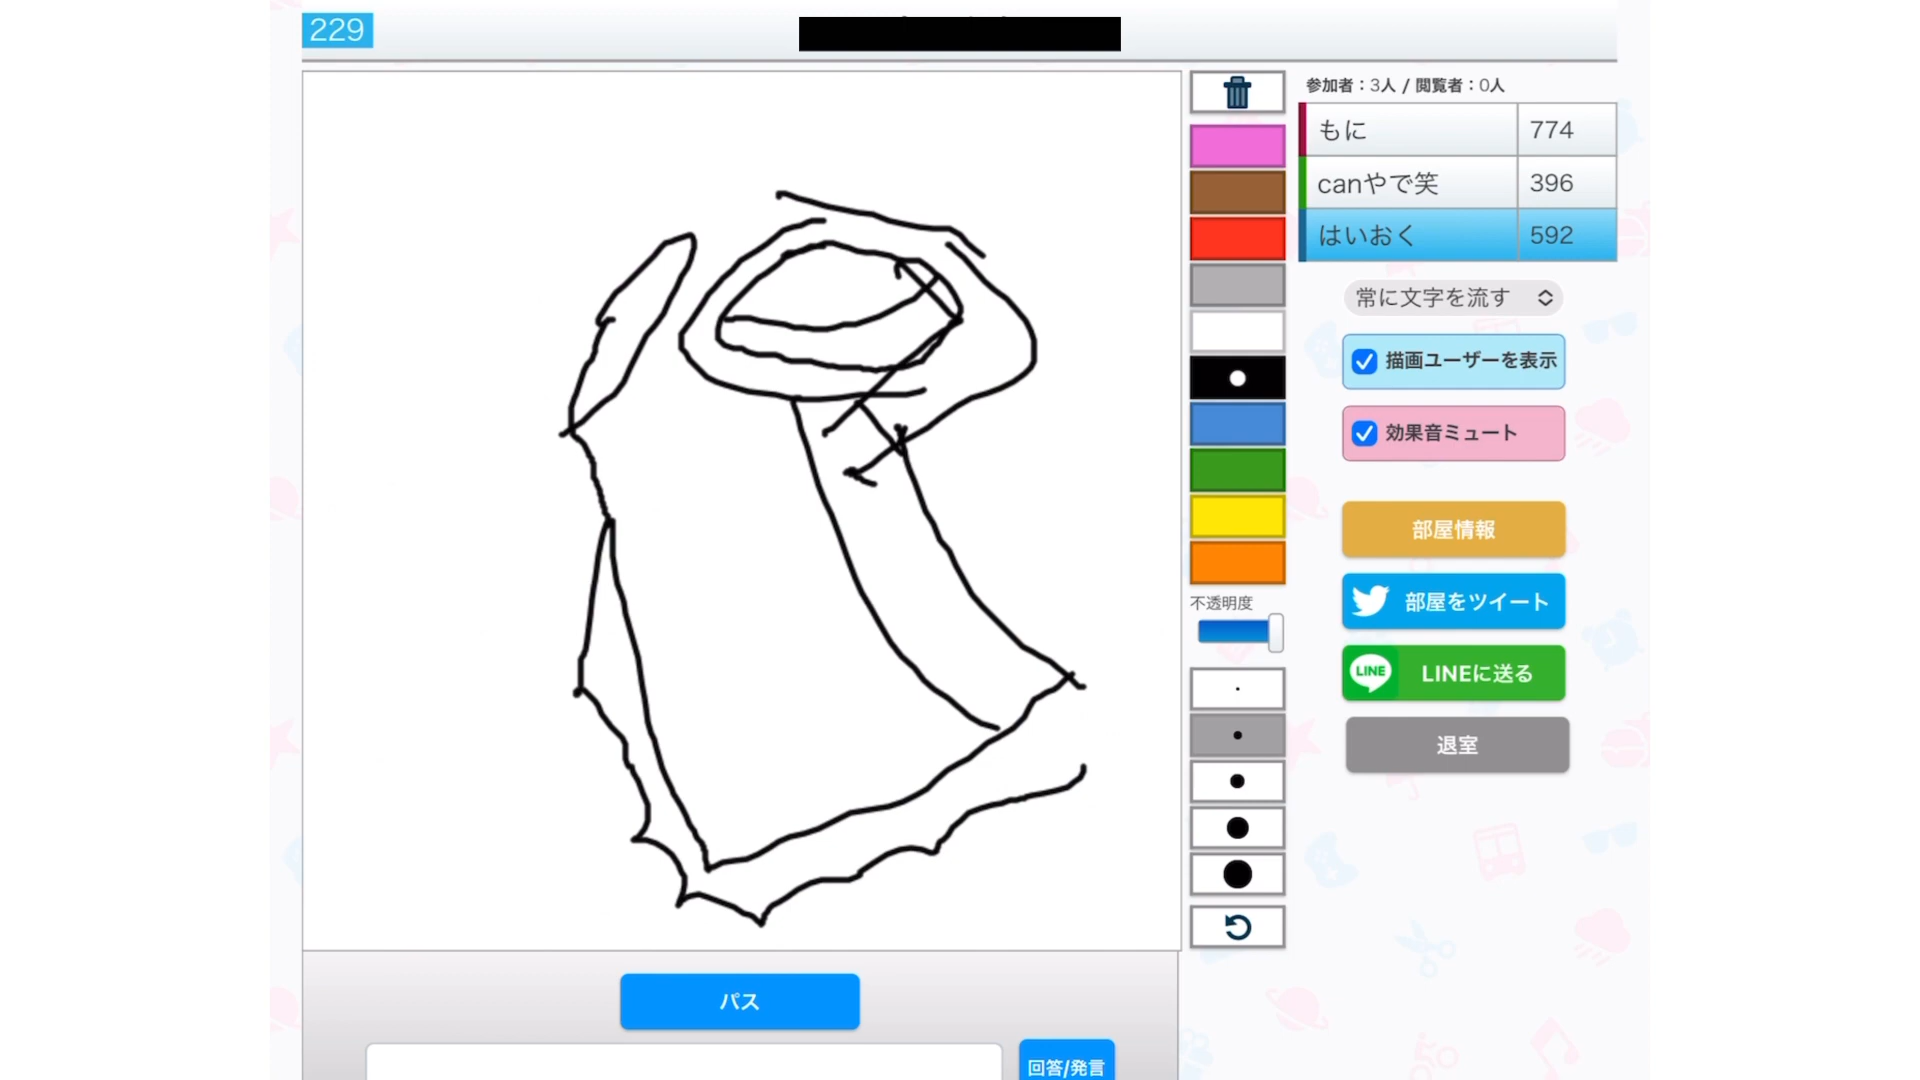 229
参加者：3人 / 閲覧者：0人
もに 774
canやで笑 396
はいおく 592
常に文字を流す
描画ユーザーを表示
効果音ミュート
部屋情報
部屋をツイート
LINE LINEに送る
退室
不透明度
パス
回答/発言